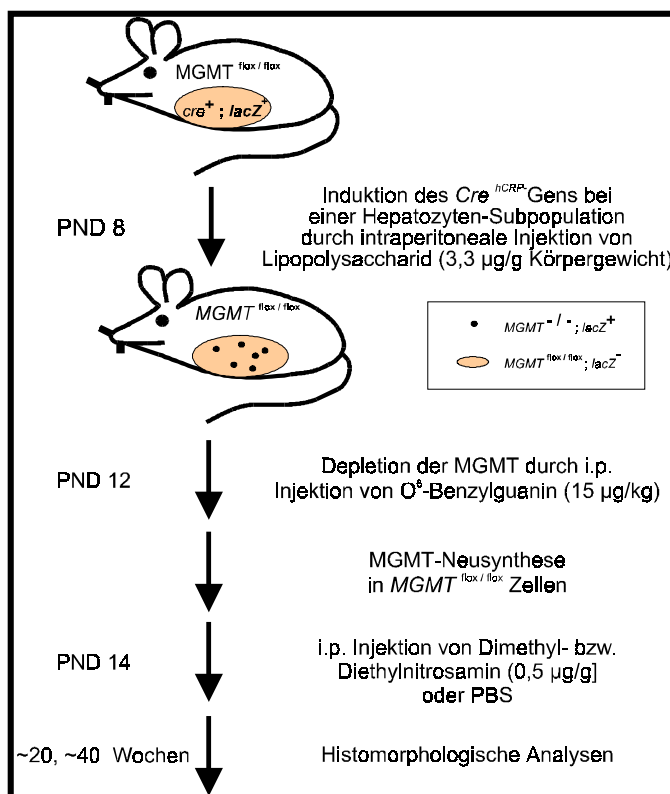 MGMT flox / flox
cre+ ; lacZ+
PND 8
Induktion des Cre hCRP-Gens bei
einer Hepatozyten-Subpopulation
durch intraperitoneale Injektion von
Lipopolysaccharid (3,3 µg/g Körpergewicht)
MGMT flox / flox
MGMT - / - ; lacZ+
MGMT flox / flox; lacZ-
PND 12
Depletion der MGMT durch i.p.
Injektion von O6-Benzylguanin (15 µg/kg)
MGMT-Neusynthese
in MGMT flox / flox Zellen
PND 14
i.p. Injektion von Dimethyl- bzw.
Diethylnitrosamin (0,5 µg/g]
oder PBS
~20, ~40 Wochen
Histomorphologische Analysen